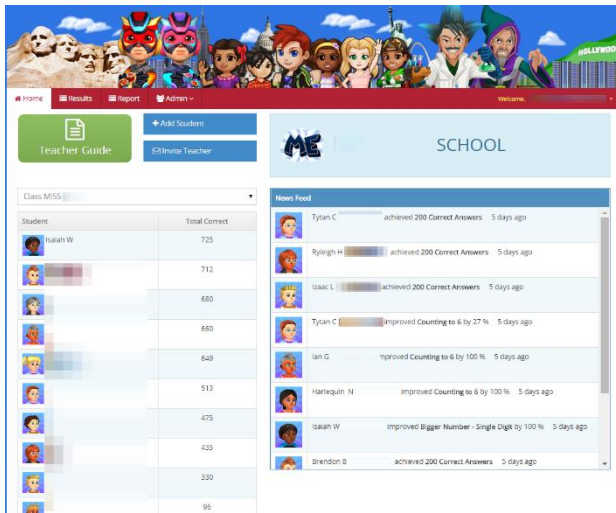 HOLLYWOOD
Home Results Report Admin Welcome,
Teacher Guide
+ Add Student
Invite Teacher
ME SCHOOL
Class MISS-
Student Total Correct
Isaiah W 725
712
680
660
649
513
475
435
330
96
News Feed
Tytan C achieved 200 Correct Answers 5 days ago
Ryleigh H achieved 200 Correct Answers 5 days ago
Izaac L achieved 200 Correct Answers 5 days ago
Tytan C improved Counting to 6 by 27 % 5 days ago
Ian G improved Counting to 6 by 100 % 5 days ago
Harlequin N improved Counting to 6 by 100 % 5 days ago
Isaiah W improved Bigger Number - Single Digit by 100 % 5 days ago
Brendon B achieved 200 Correct Answers 5 days ago